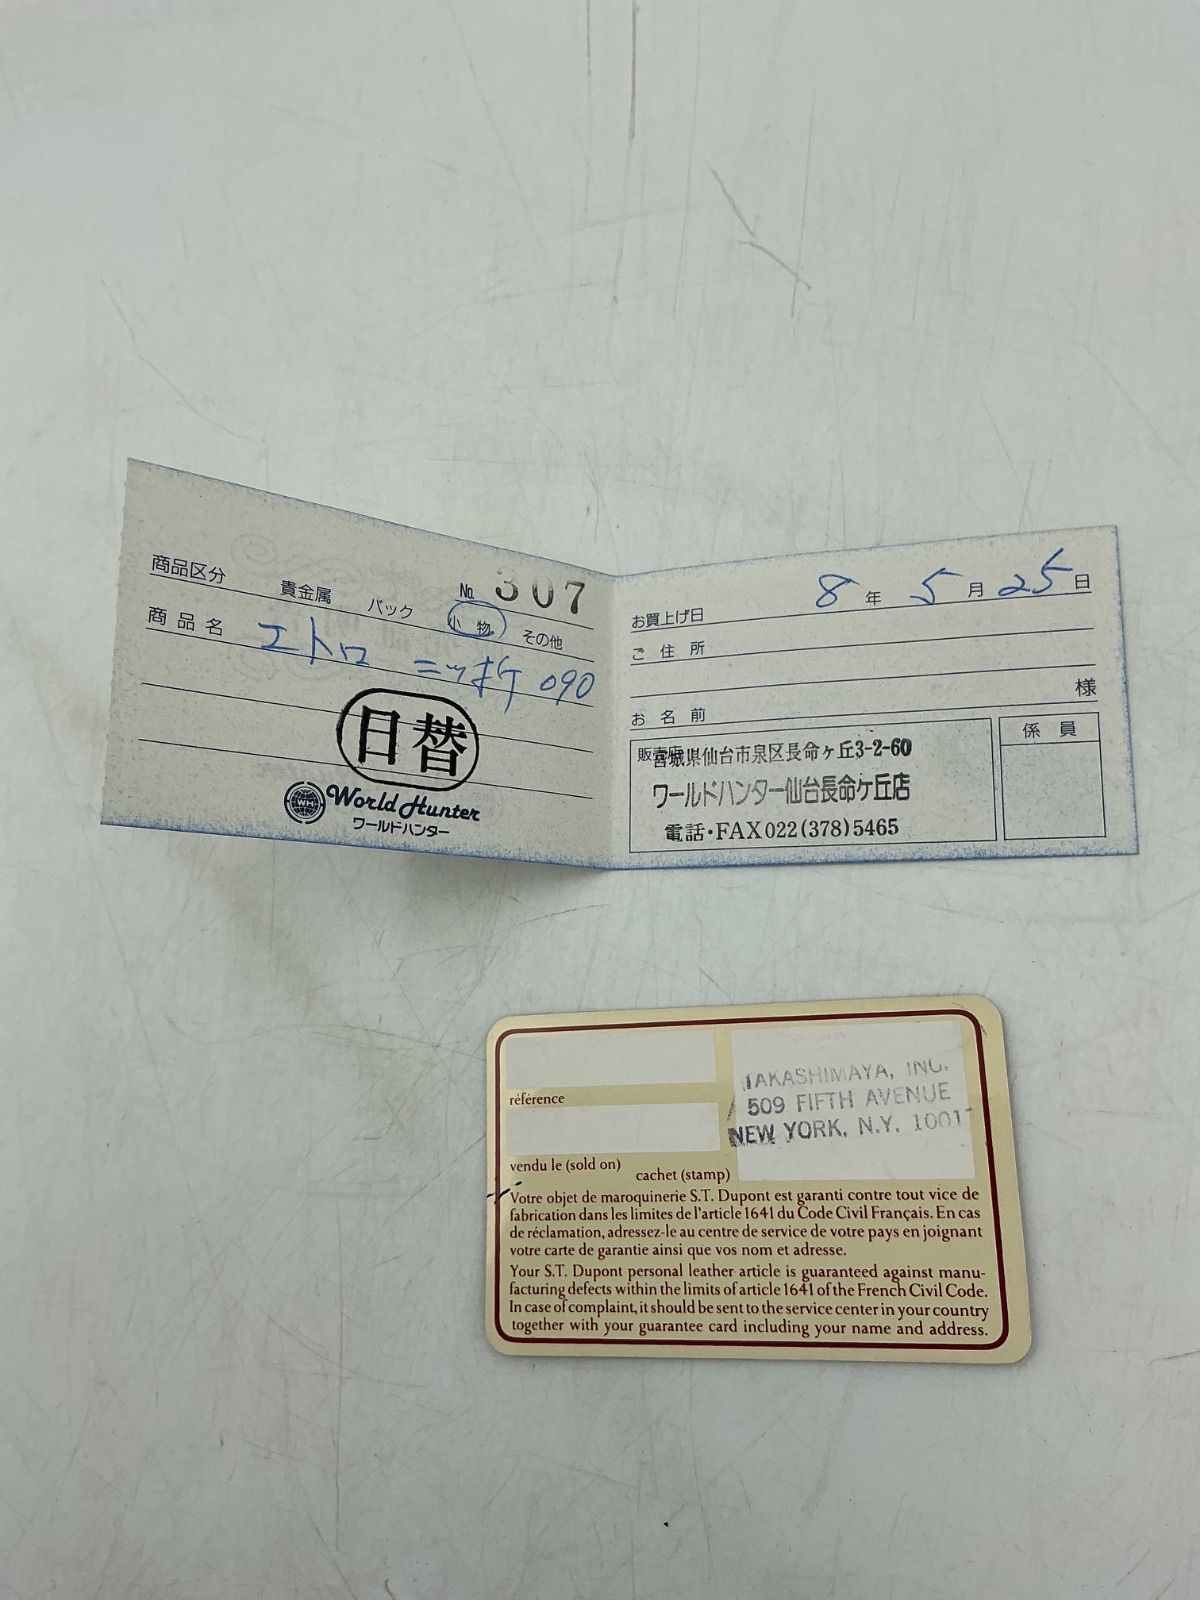 商品区分
貴金属 バック 小物 その他
No. 307
商品名 エトロ ニツ折ケ 090
日替
WH World Hunter
ワールドハンター
お買上げ日 8年 5月 25日
ご住所
お名前 様
販売店
宮城県仙台市泉区長命ヶ丘3-2-60
ワールドハンター仙台長命ケ丘店
電話・FAX022(378)5465
係員
TAKASHIMAYA, INC.
509 FIFTH AVENUE
NEW YORK, N.Y. 10017
référence
vendu le (sold on)
cachet (stamp)
Votre objet de maroquinerie S.T. Dupont est garanti contre tout vice de
fabrication dans les limites de l'article 1641 du Code Civil Français. En cas
de réclamation, adressez-le au centre de service de votre pays en joignant
votre carte de garantie ainsi que vos nom et adresse.
Your S.T. Dupont personal leather article is guaranteed against manu-
facturing defects within the limits of article 1641 of the French Civil Code.
In case of complaint, it should be sent to the service center in your country
together with your guarantee card including your name and address.